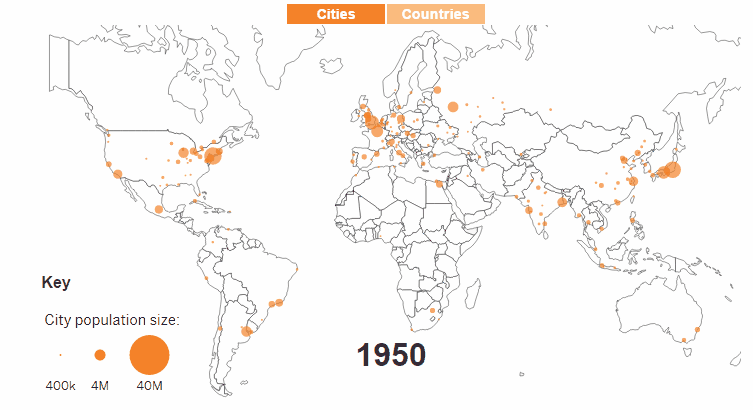 Cities Countries
Key
City population size:
400k 4M 40M
1950